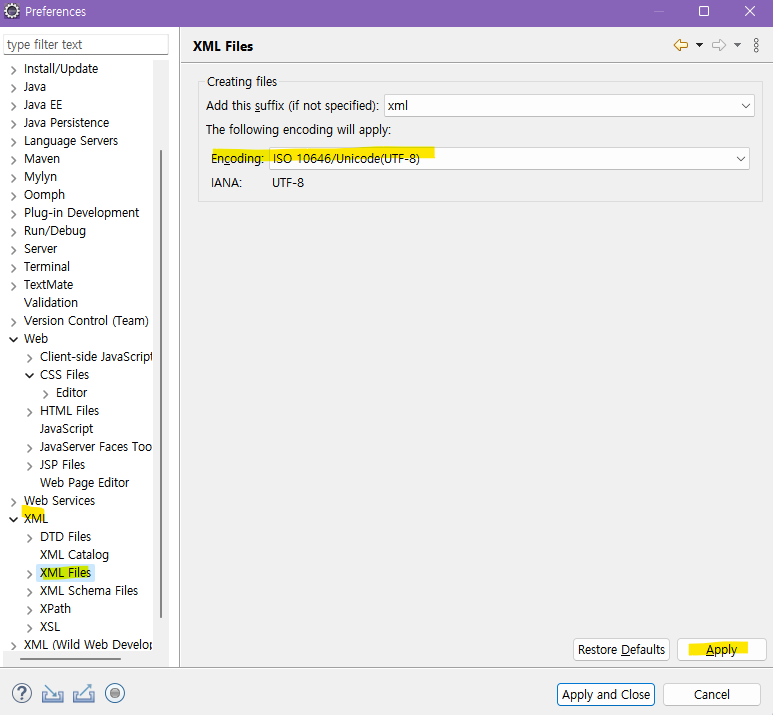 Preferences
type filter text
Install/Update
Java
Java EE
Java Persistence
Language Servers
Maven
Mylyn
Oomph
Plug-in Development
Run/Debug
Server
Terminal
TextMate
Validation
Version Control (Team)
Web
Client-side JavaScript
CSS Files
Editor
HTML Files
JavaScript
JavaServer Faces Too
JSP Files
Web Page Editor
Web Services
XML
DTD Files
XML Catalog
XML Files
XML Schema Files
XPath
XSL
XML (Wild Web Develop
XML Files
Creating files
Add this suffix (if not specified): xml
The following encoding will apply:
Encoding: ISO 10646/Unicode(UTF-8)
IANA: UTF-8
Restore Defaults Apply
? Apply and Close Cancel